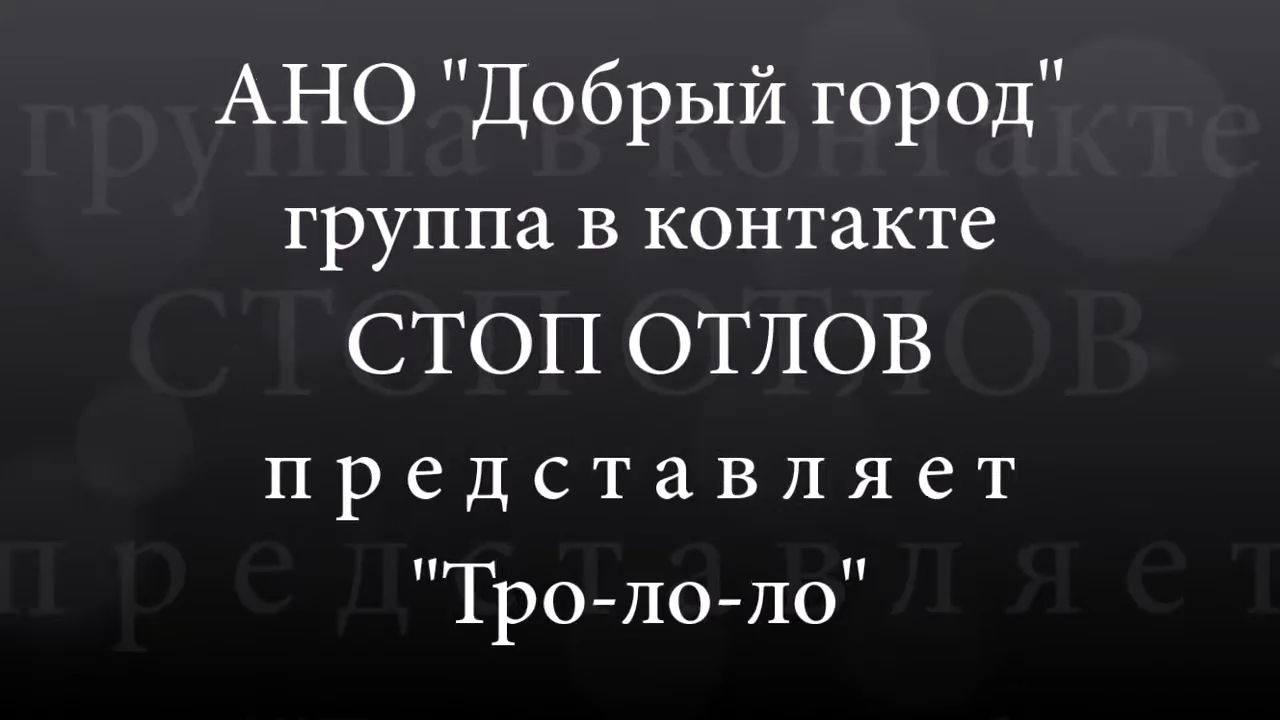 АНО "Добрый город"
группа в контакте
СТОП ОТЛОВ
п р е д с т а в л я е т
"Тро-ло-ло"